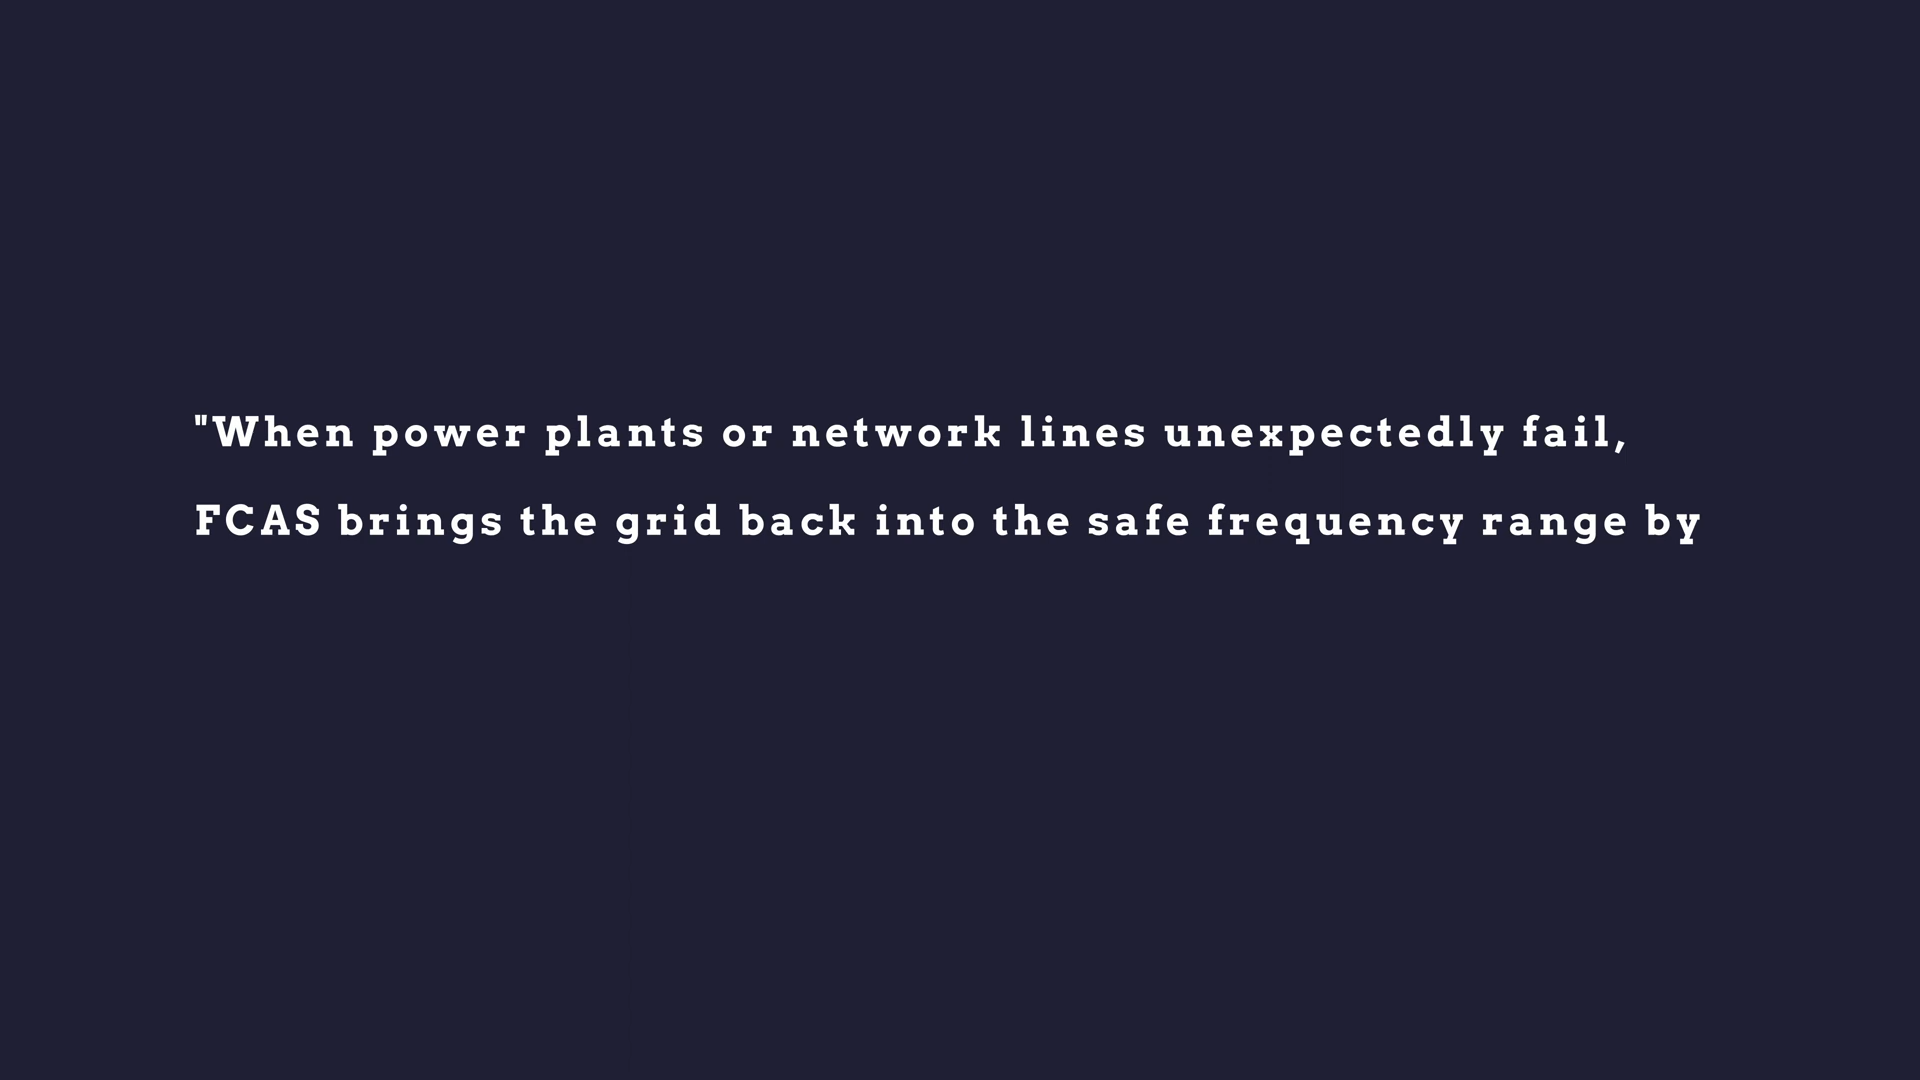 "When power plants or network lines unexpectedly fail,
FCAS brings the grid back into the safe frequency range by